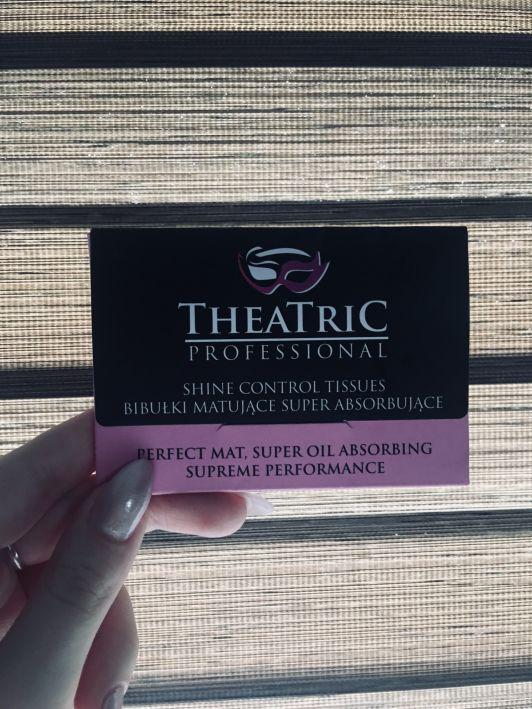 THEATRIC
PROFESSIONAL
SHINE CONTROL TISSUES
BIBUŁKI MATUJĄCE SUPER ABSORBUJĄCE
PERFECT MAT, SUPER OIL ABSORBING
SUPREME PERFORMANCE